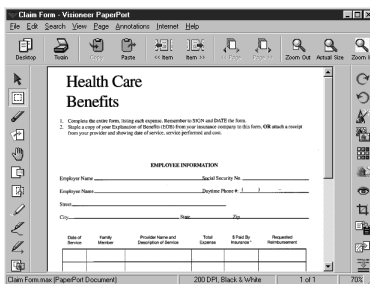 Claim Form - Visioneer PaperPort
File Edit Search View Page Annotations Internet Help
Desktop Twain Copy Paste << Item Item >> << Page Page >> Zoom Out Actual Size Zoom
Health Care
Benefits
1. Complete the entire form, listing each expense. Remember to SIGN and DATE the form.
2. Staple a copy of your Explanation of Benefits (EOB) from your insurance company to this form, OR attach a receipt
from your provider and showing date of service, service performed and cost.
EMPLOYEE INFORMATION
Employee Name Social Security No.
Employee Name Daytime Phone #: ( ) -
Street
City State Zip
Date of Service Family Member Provider Name and Description of Service Total Expense $ Paid By Insurance * Requested Reimbursement
Claim Form.max (PaperPort Document) 200 DPI, Black & White 1 of 1 70%